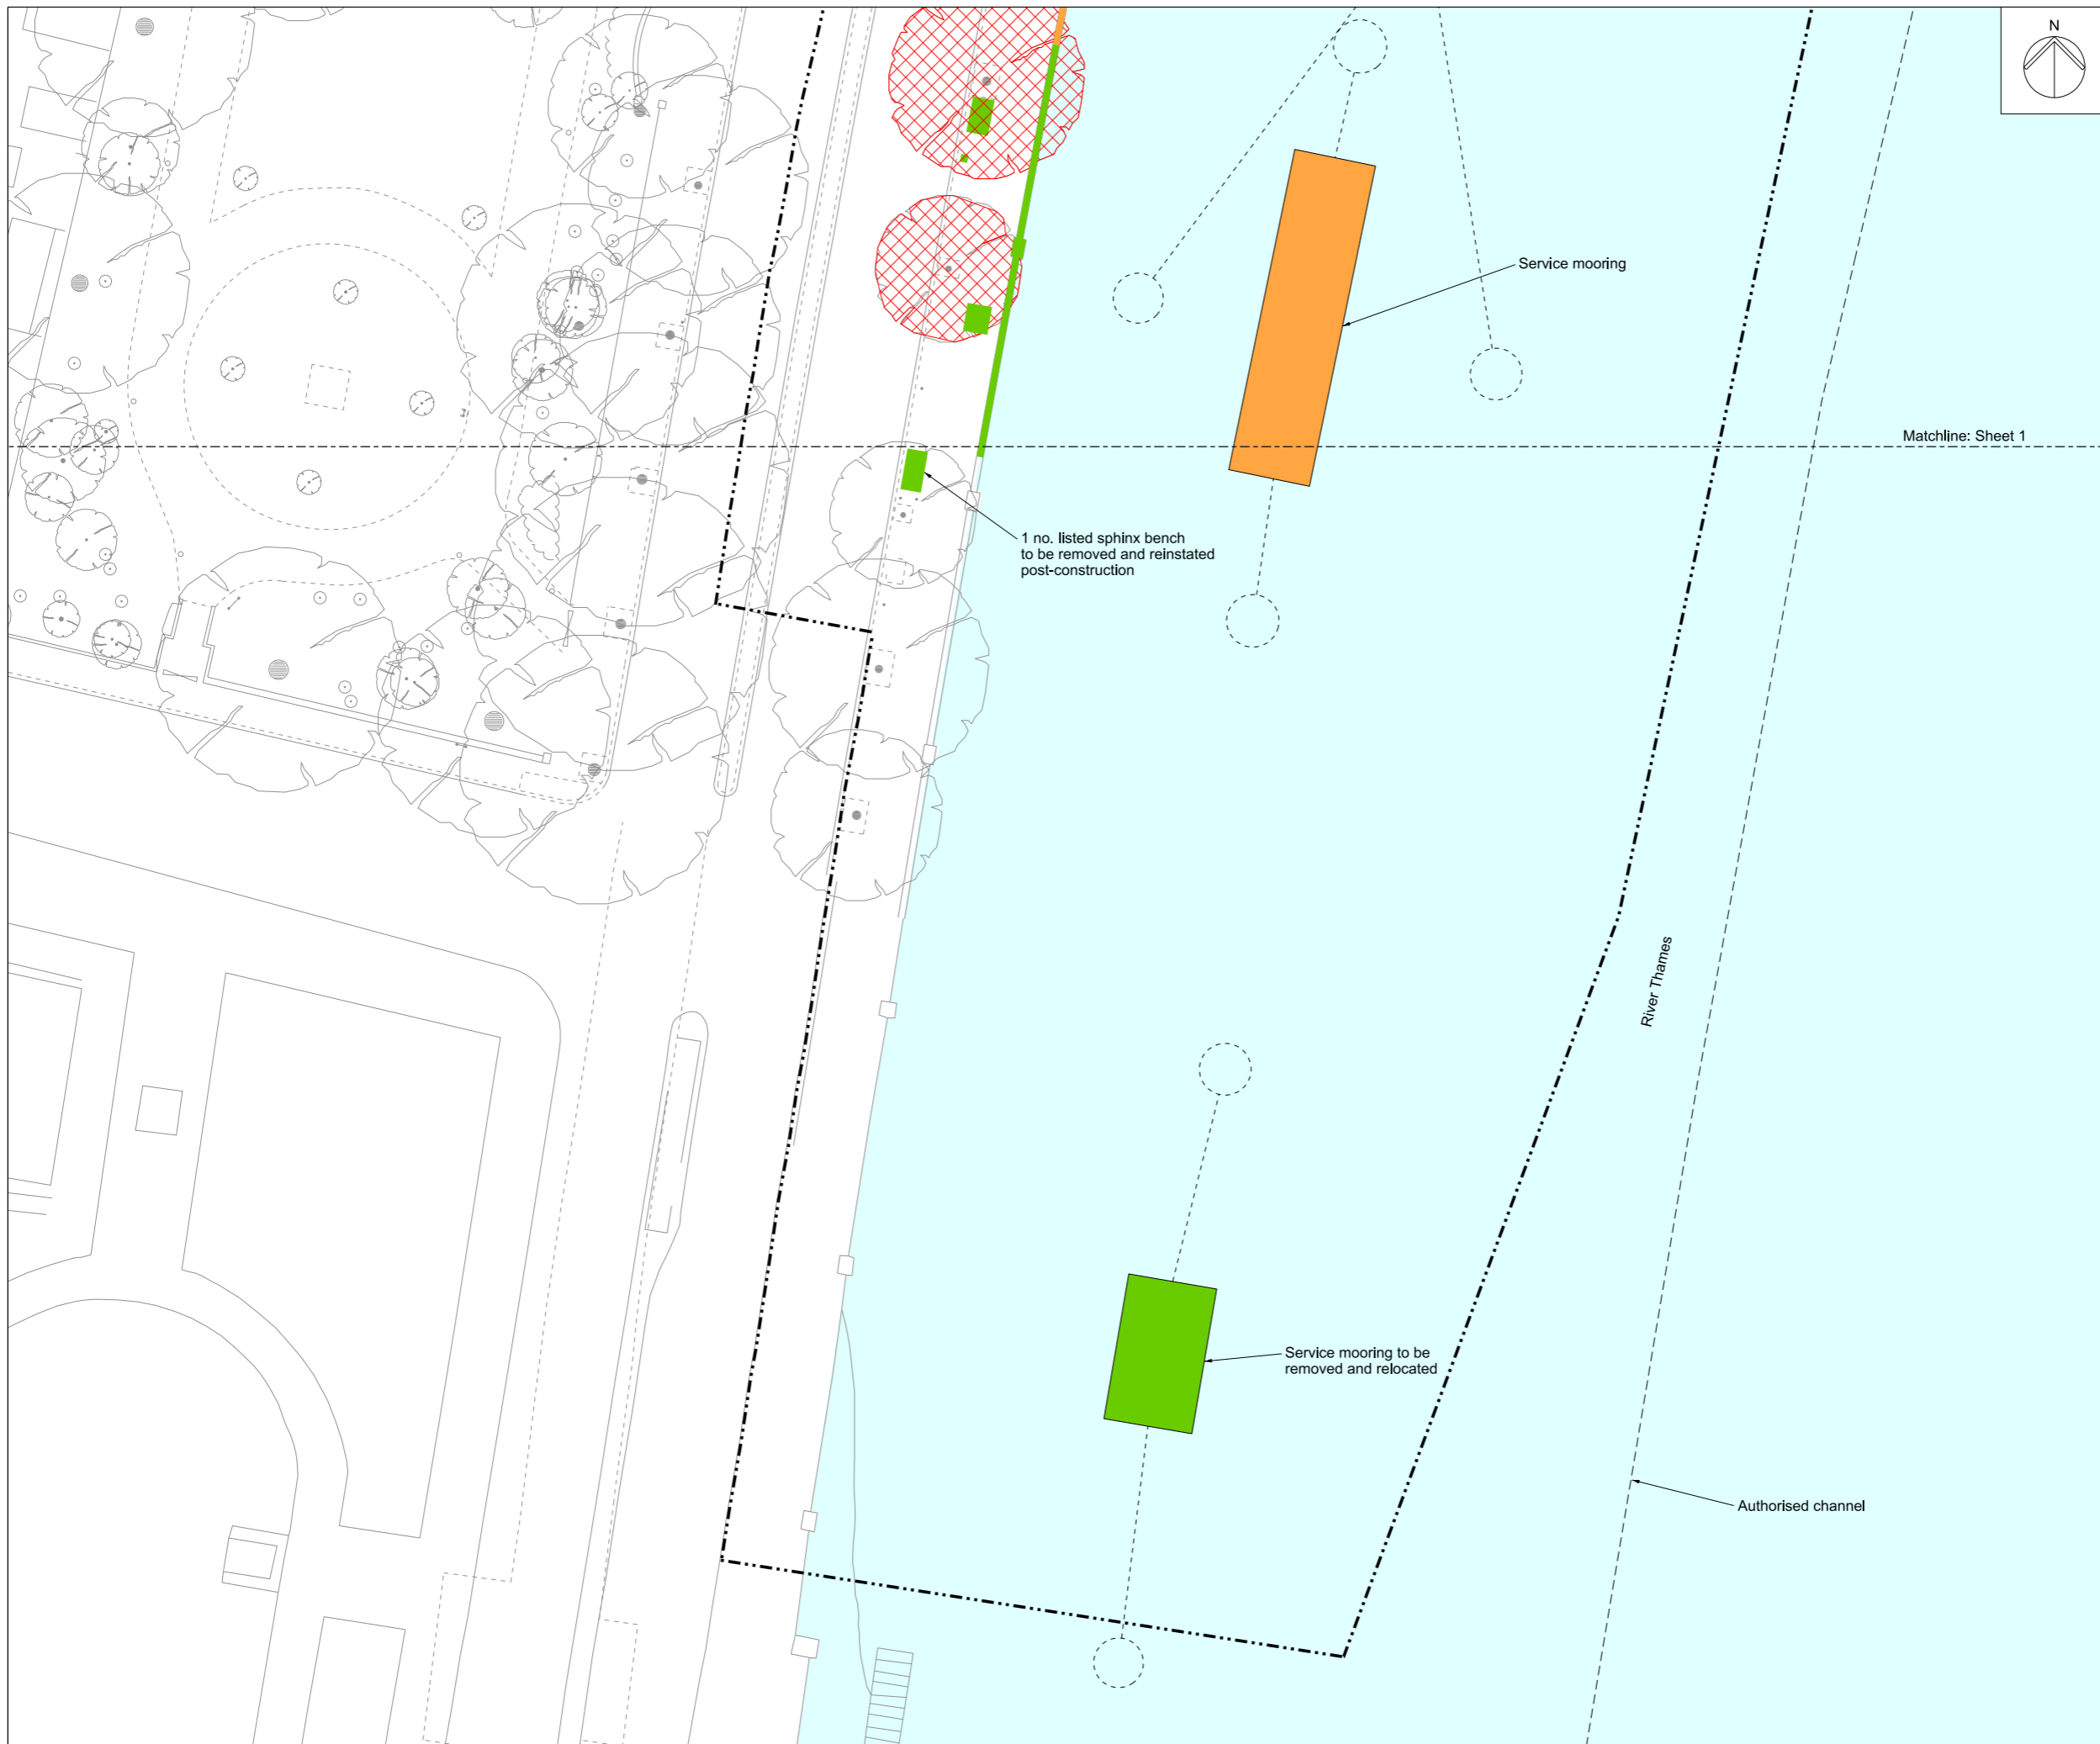 N
Service mooring
Matchline: Sheet 1
1 no. listed sphinx bench
to be removed and reinstated
post-construction
River Thames
Service mooring to be
removed and relocated
Authorised channel